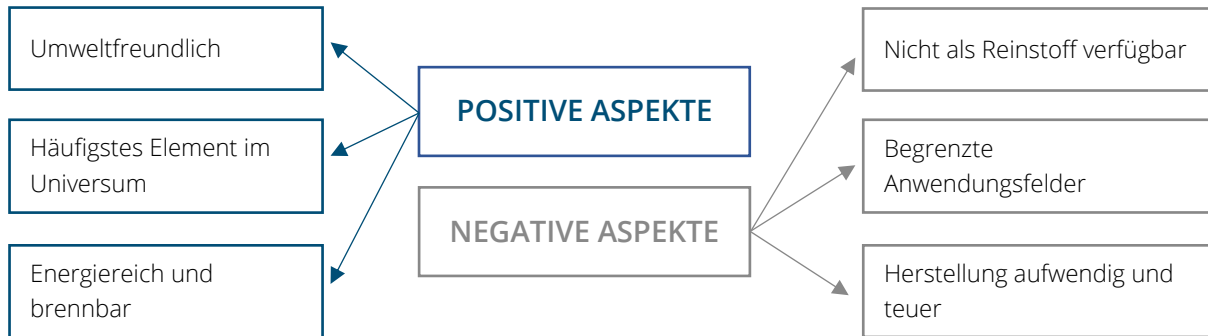 Umweltfreundlich
Häufigstes Element im
Universum
Energiereich und
brennbar
POSITIVE ASPEKTE
NEGATIVE ASPEKTE
Nicht als Reinstoff verfügbar
Begrenzte
Anwendungsfelder
Herstellung aufwendig und
teuer